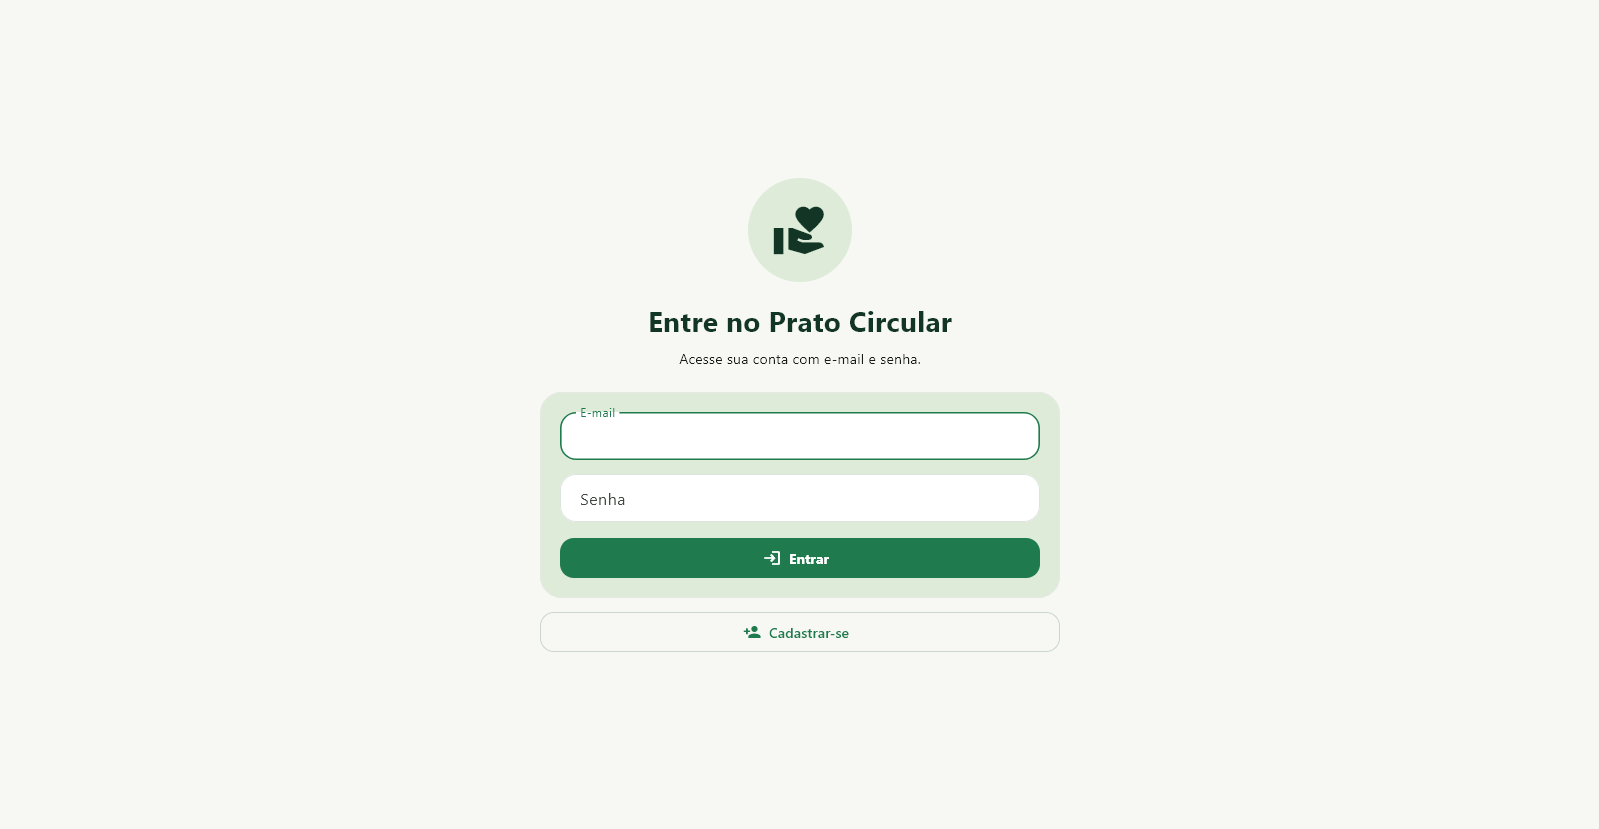 Entre no Prato Circular
Acesse sua conta com e-mail e senha.
E-mail
Senha
Entrar
Cadastrar-se